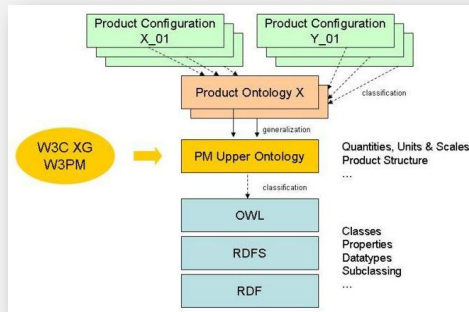 Product Configuration
X_01
Product Configuration
Y_01
Product Ontology X
classification
generalization
W3C XG
W3PM
PM Upper Ontology
Quantities, Units & Scales
Product Structure
...
classification
OWL
RDFS
RDF
Classes
Properties
Datatypes
Subclassing
...